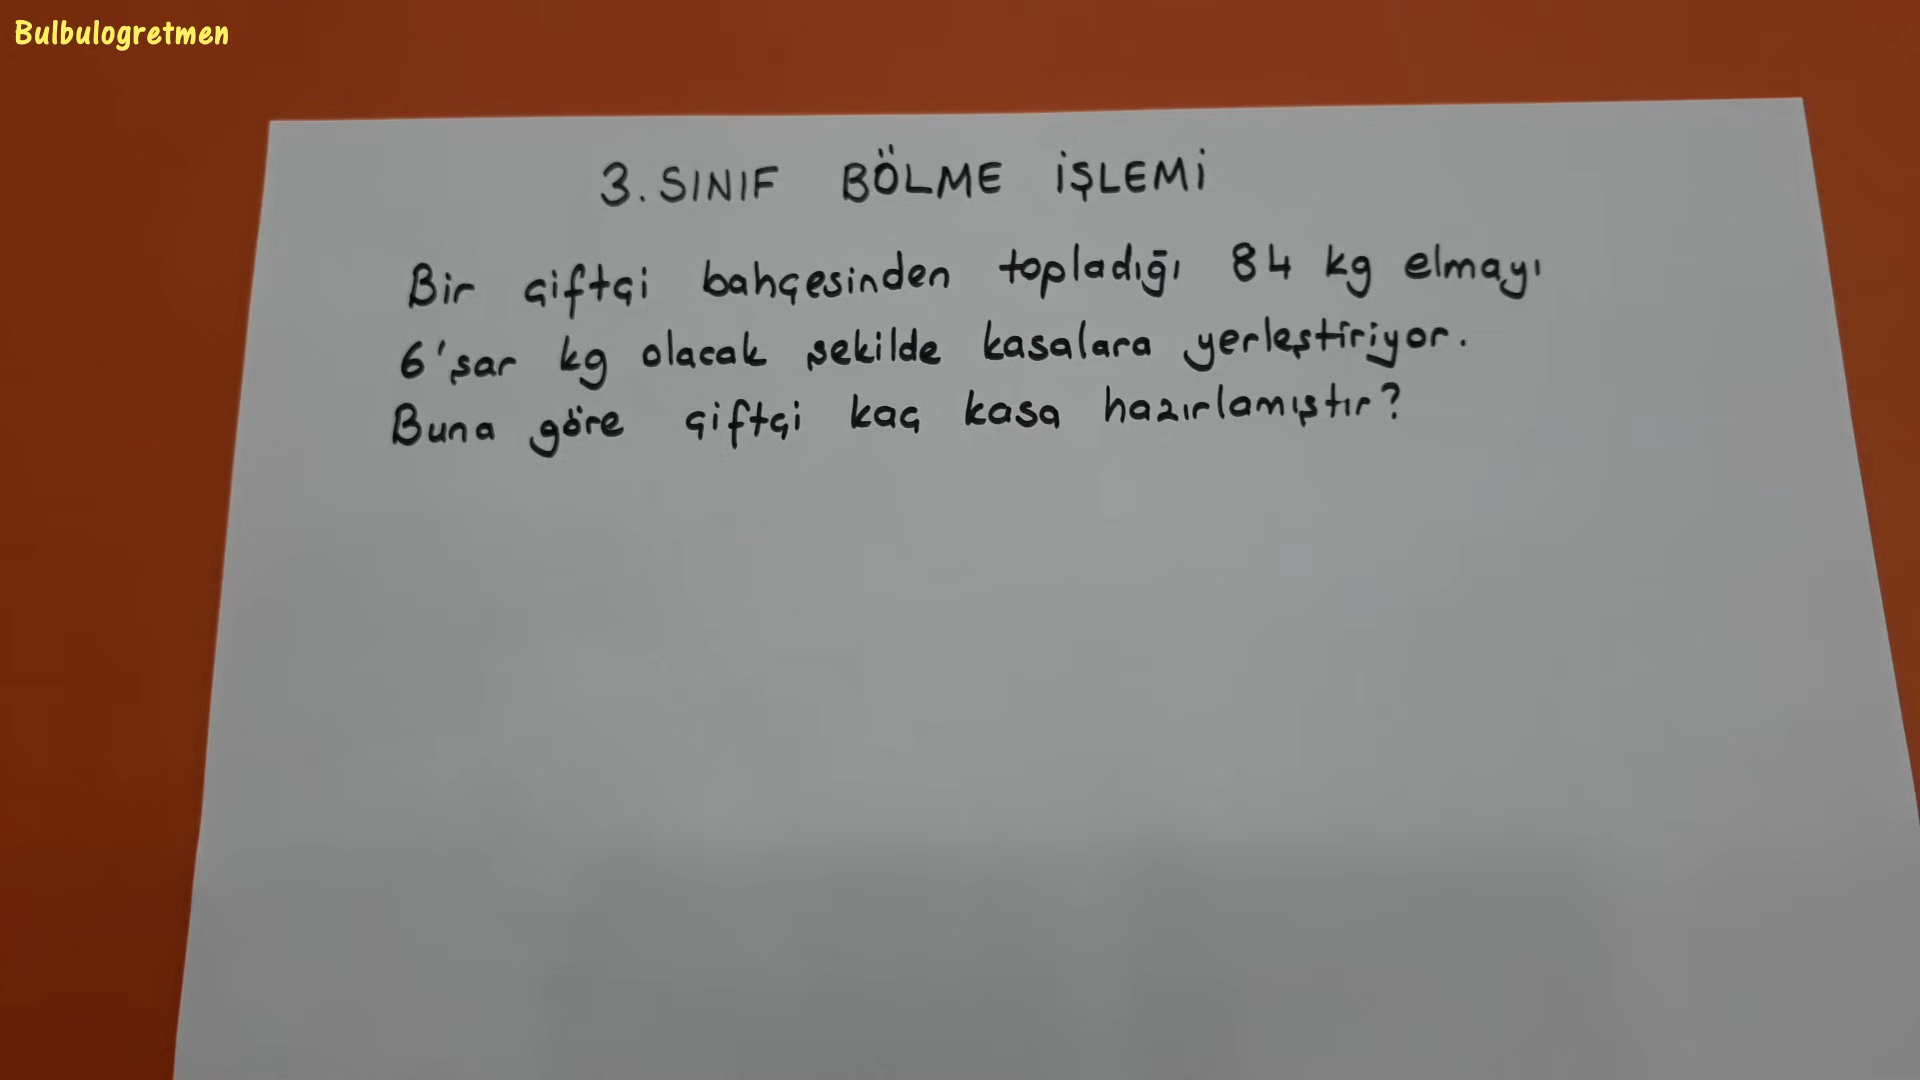 Bulbulogretmen
3. SINIF BÖLME İŞLEMİ
Bir çiftçi bahçesinden topladığı 84 kg elmayı
6'şar kg olacak şekilde kasalara yerleştiriyor.
Buna göre çiftçi kaç kasa hazırlamıştır?